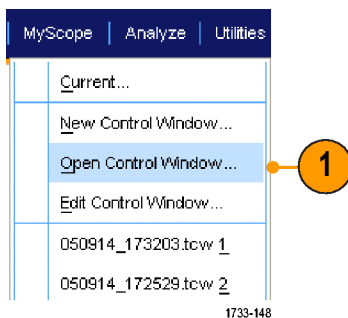 MyScope | Analyze | Utilities
Current...
New Control Window...
Open Control Window...
1
Edit Control Window...
050914_173203.tcw 1
050914_172529.tcw 2
1733-148